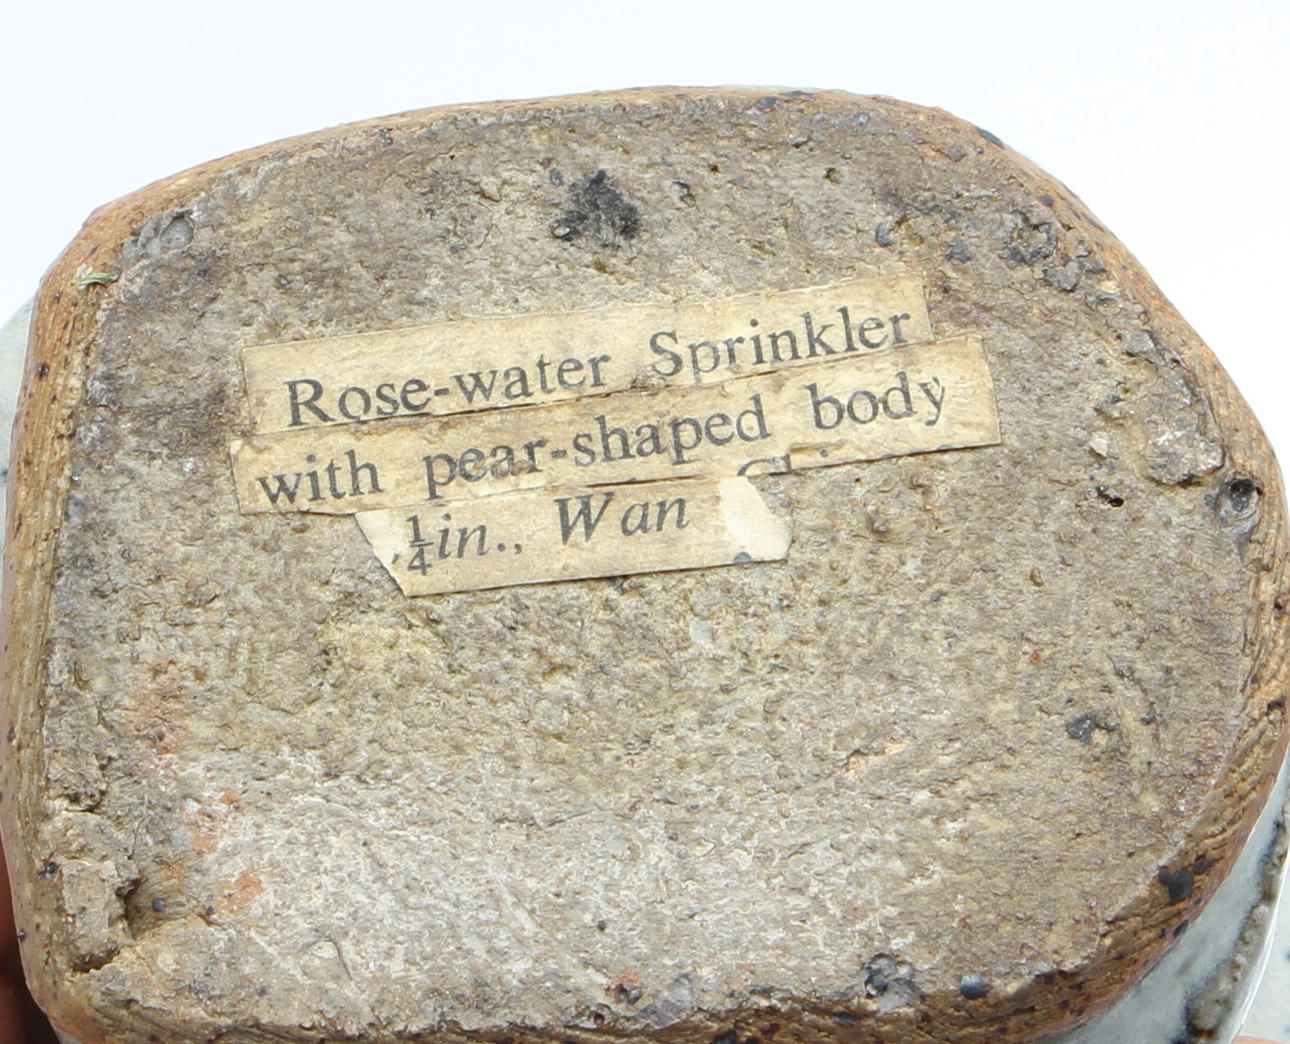 Rose-water Sprinkler
with pear-shaped body
¼in., Wan